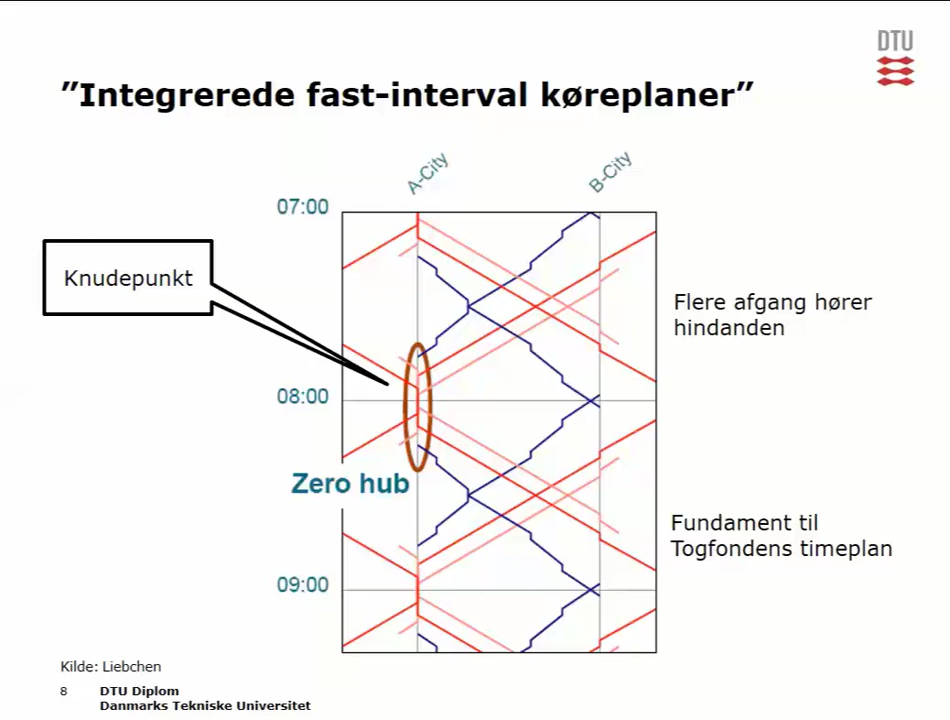 DTU
”Integrerede fast-interval køreplaner”
A-City
B-City
07:00
Knudepunkt
Flere afgang hører
hindanden
08:00
Zero hub
Fundament til
Togfondens timeplan
09:00
Kilde: Liebchen
8 DTU Diplom
Danmarks Tekniske Universitet